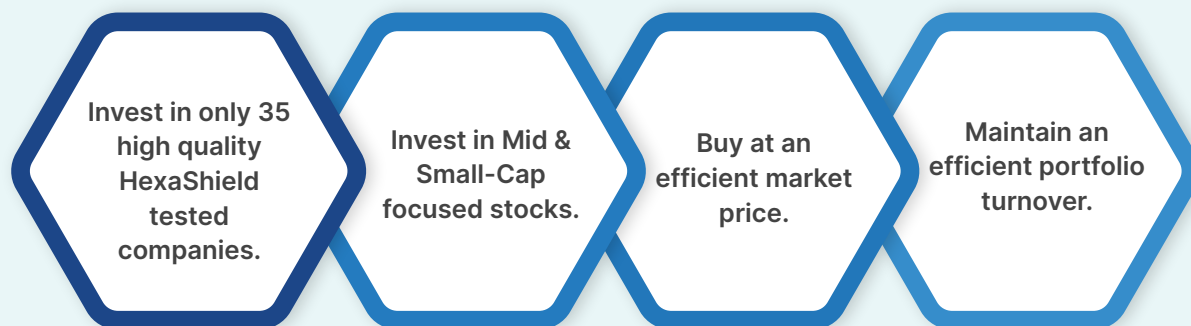 Invest in only 35
high quality
HexaShield
tested
companies.
Invest in Mid &
Small-Cap
focused stocks.
Buy at an
efficient market
price.
Maintain an
efficient portfolio
turnover.